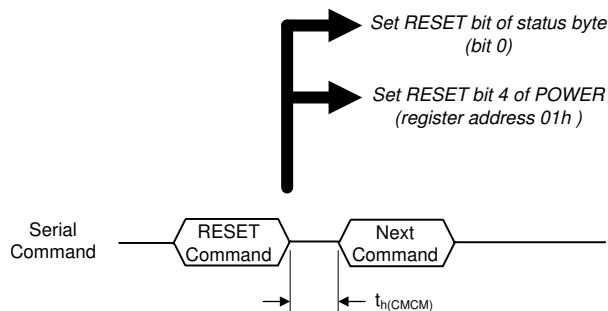 Set RESET bit of status byte
(bit 0)
Set RESET bit 4 of POWER
(register address 01h )
Serial
Command
RESET
Command
Next
Command
th(CMCM)